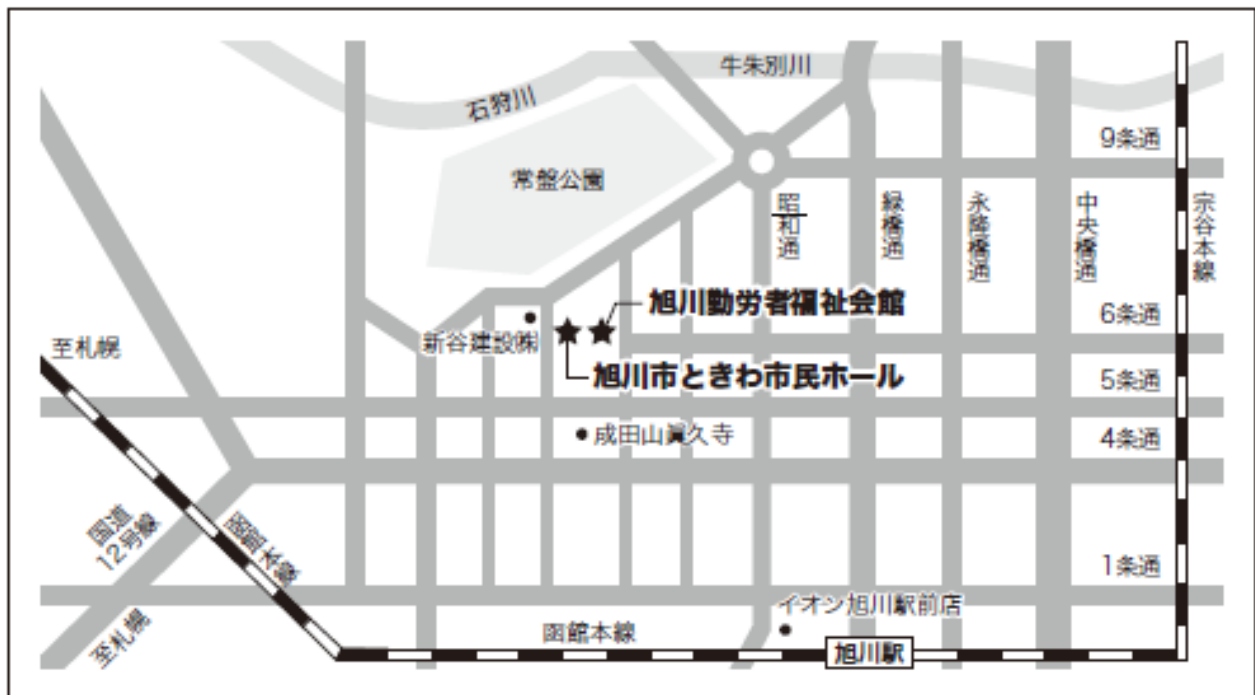 牛朱別川
石狩川
9条通
常盤公園
昭和通
緑橋通
永隆橋通
中央橋通
宗谷本線
旭川勤労者福祉会館
6条通
新谷建設㈱
至札幌
旭川市ときわ市民ホール
5条通
成田山眞久寺
4条通
国道
12号線
函館本線
1条通
イオン旭川駅前店
至札幌
函館本線
旭川駅